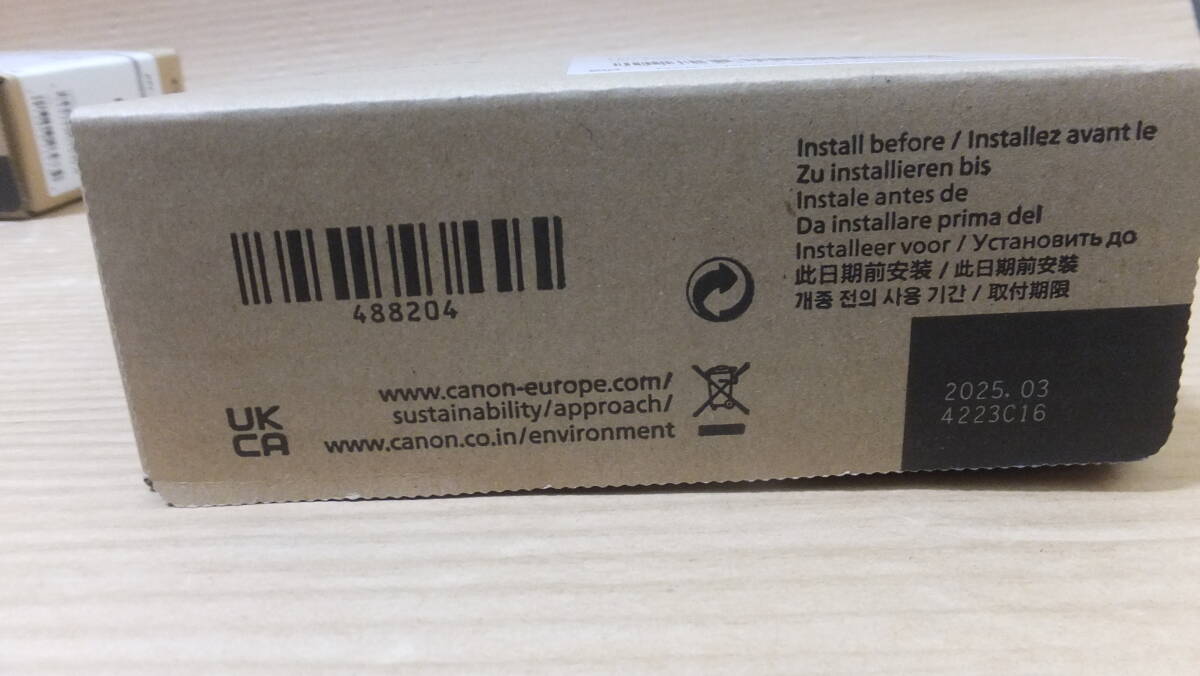 Install before / Installez avant le
Zu installieren bis
Instale antes de
Da installare prima del
Installeer voor / Установить до
此日期前安装 / 此日期前安裝
개종 전의 사용 기간 / 取付期限
488204
www.canon-europe.com/
sustainability/approach/
www.canon.co.in/environment
UK
CA
2025. 03
4223C16